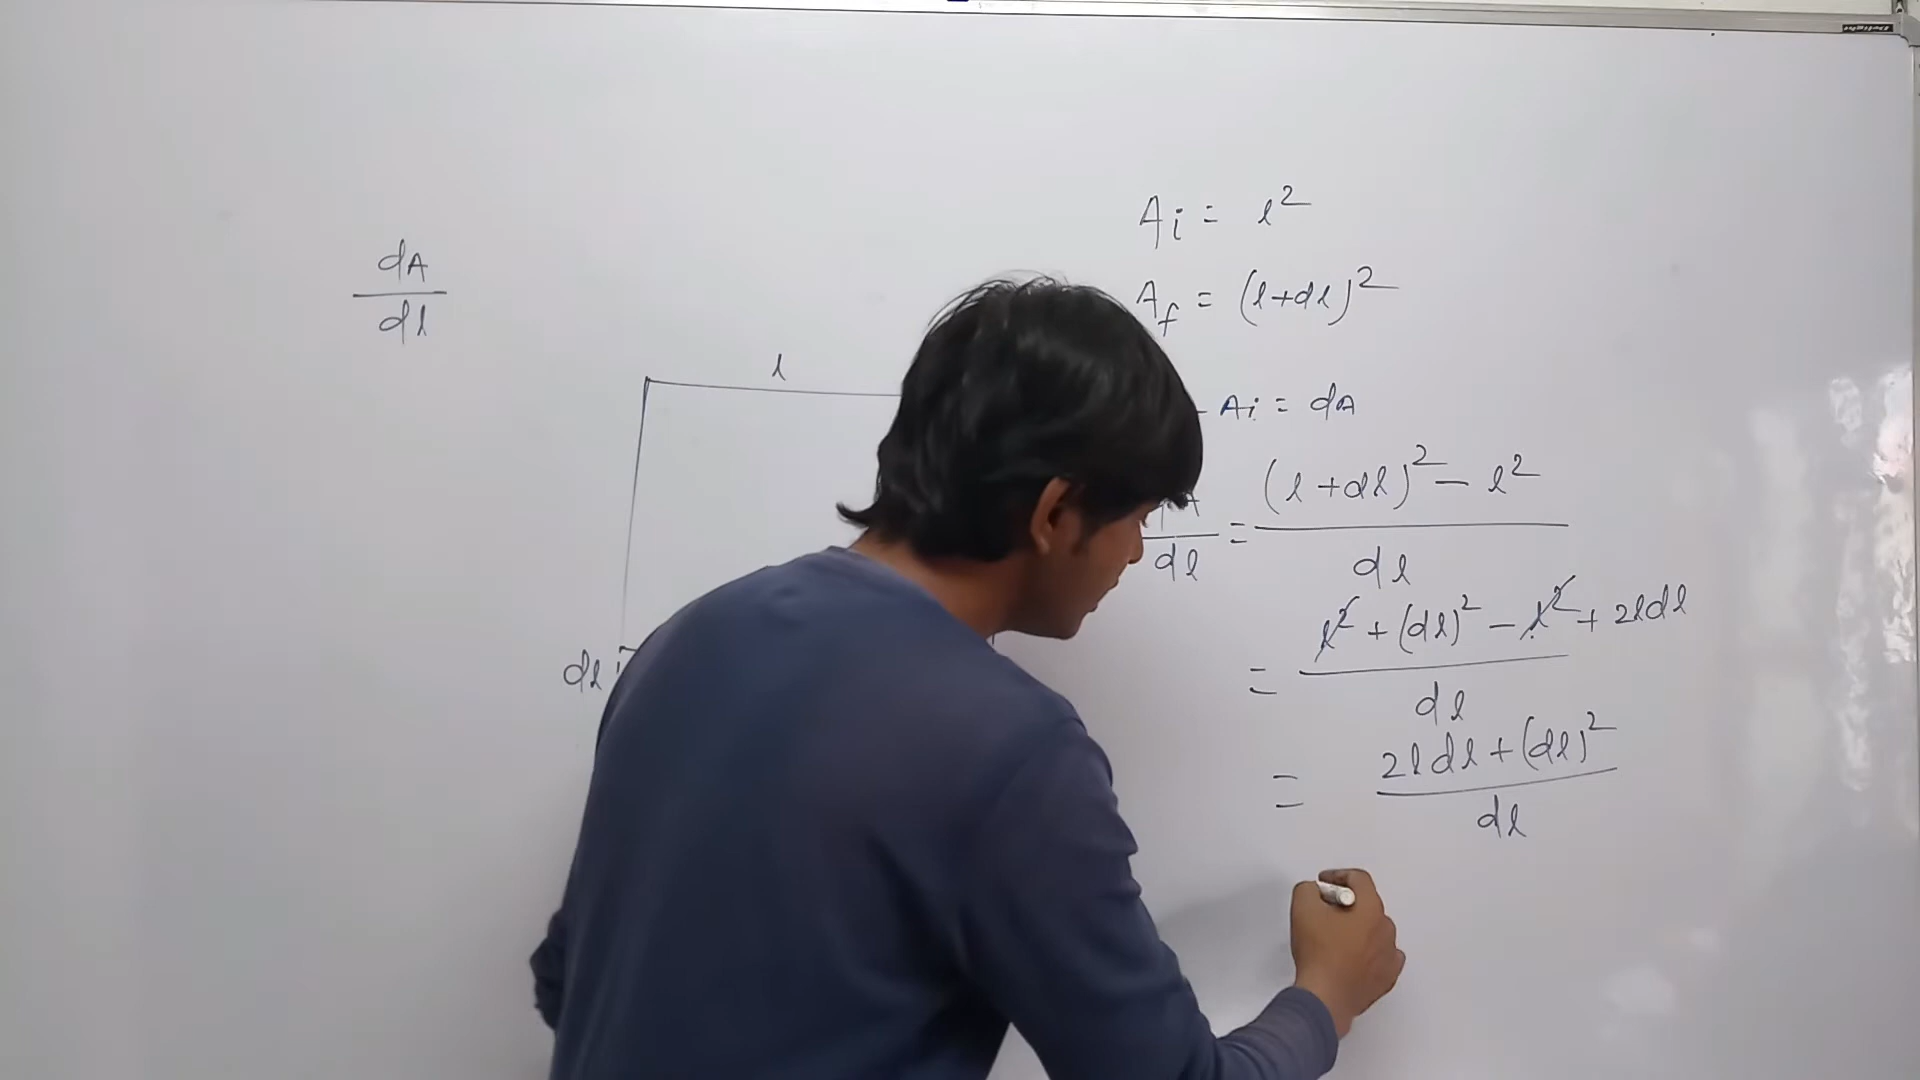 dA
dl
l
dl
Ai = l²
Af = (l+dl)²
- Ai = dA
dl = (l+dl)² - l²
dl
= l² + (dl)² - l² + 2ldl
dl
= 2ldl + (dl)²
dl